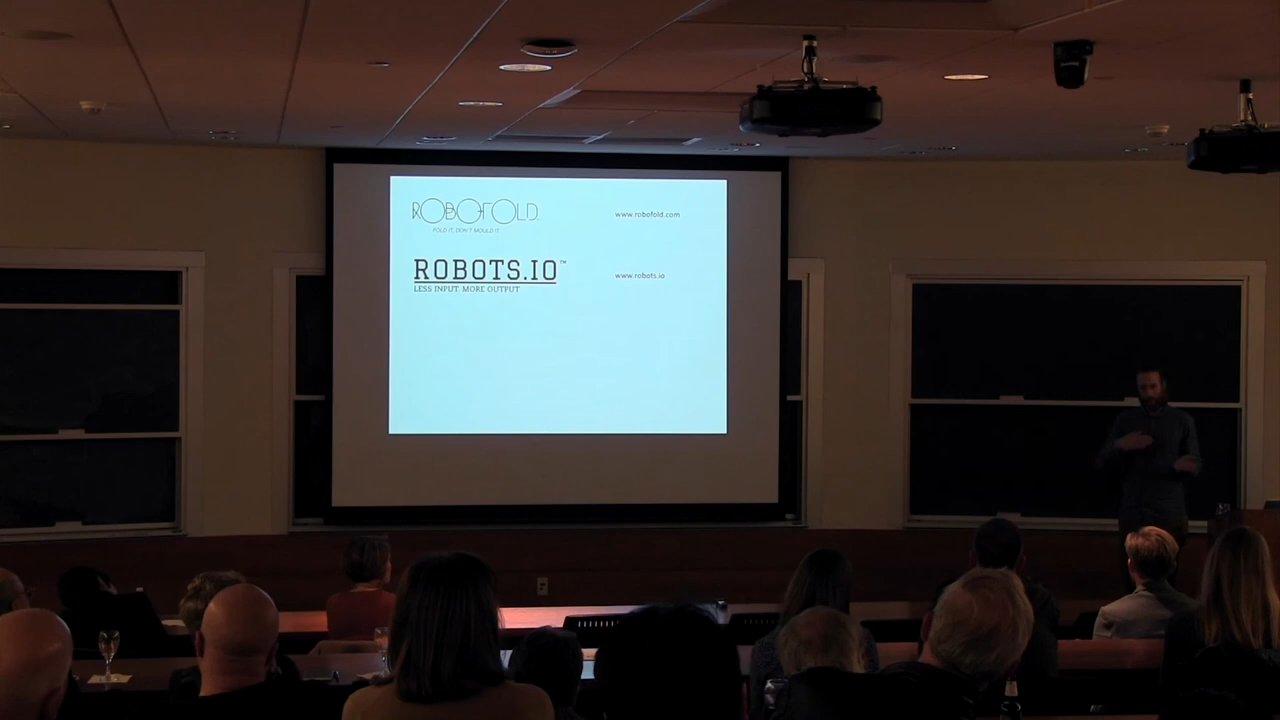 ROBOFOLD
www.robofold.com
FOLD IT, DON'T MOULD IT
ROBOTS.IO™
www.robots.io
LESS INPUT. MORE OUTPUT